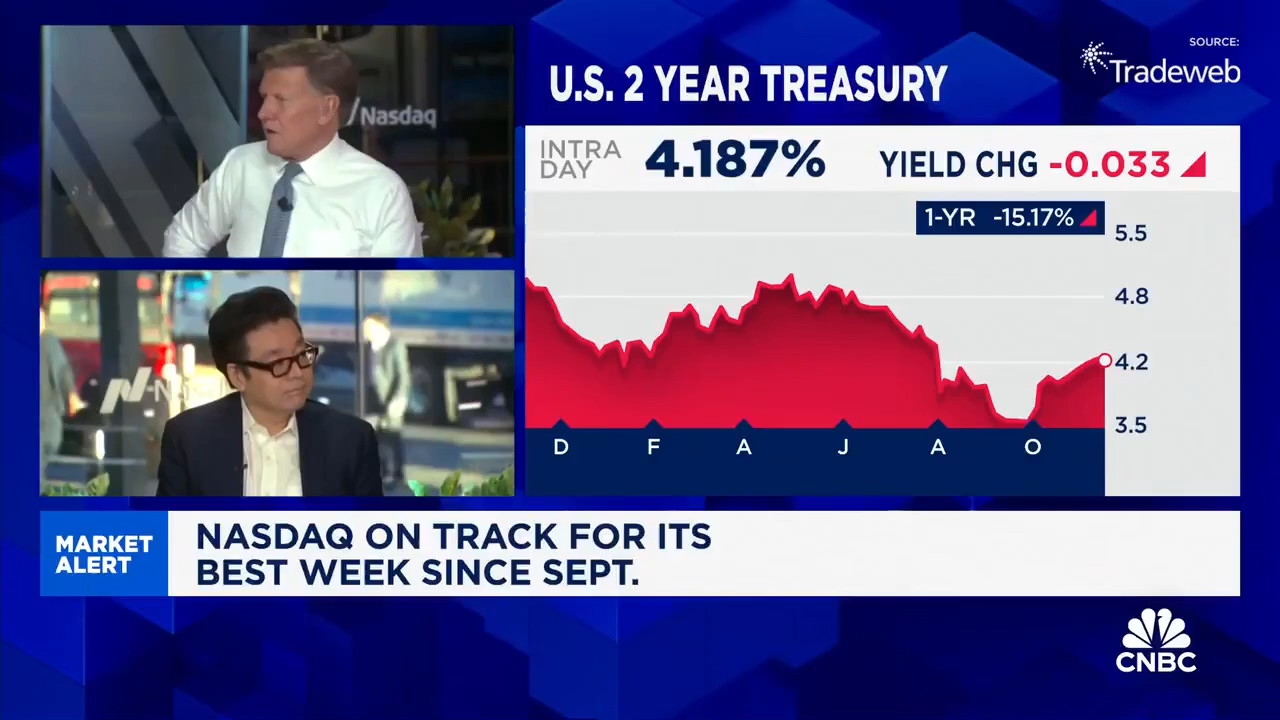 /Nasdaq
N
U.S. 2 YEAR TREASURY
SOURCE:
Tradeweb
INTRA
DAY
4.187%
YIELD CHG -0.033
1-YR -15.17%
5.5
4.8
4.2
3.5
D F A J A O
MARKET
ALERT
NASDAQ ON TRACK FOR ITS
BEST WEEK SINCE SEPT.
CNBC